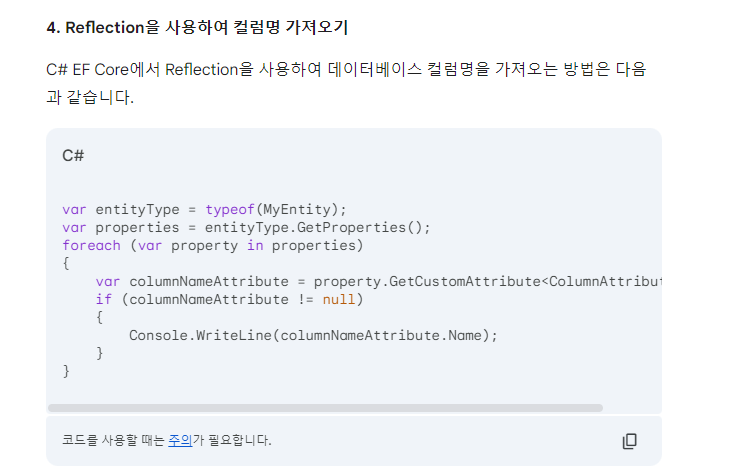 4. Reflection을 사용하여 컬럼명 가져오기
C# EF Core에서 Reflection을 사용하여 데이터베이스 컬럼명을 가져오는 방법은 다음
과 같습니다.
C#
var entityType = typeof(MyEntity);
var properties = entityType.GetProperties();
foreach (var property in properties)
{
    var columnNameAttribute = property.GetCustomAttribute<ColumnAttribut
    if (columnNameAttribute != null)
    {
        Console.WriteLine(columnNameAttribute.Name);
    }
}
코드를 사용할 때는 주의가 필요합니다.